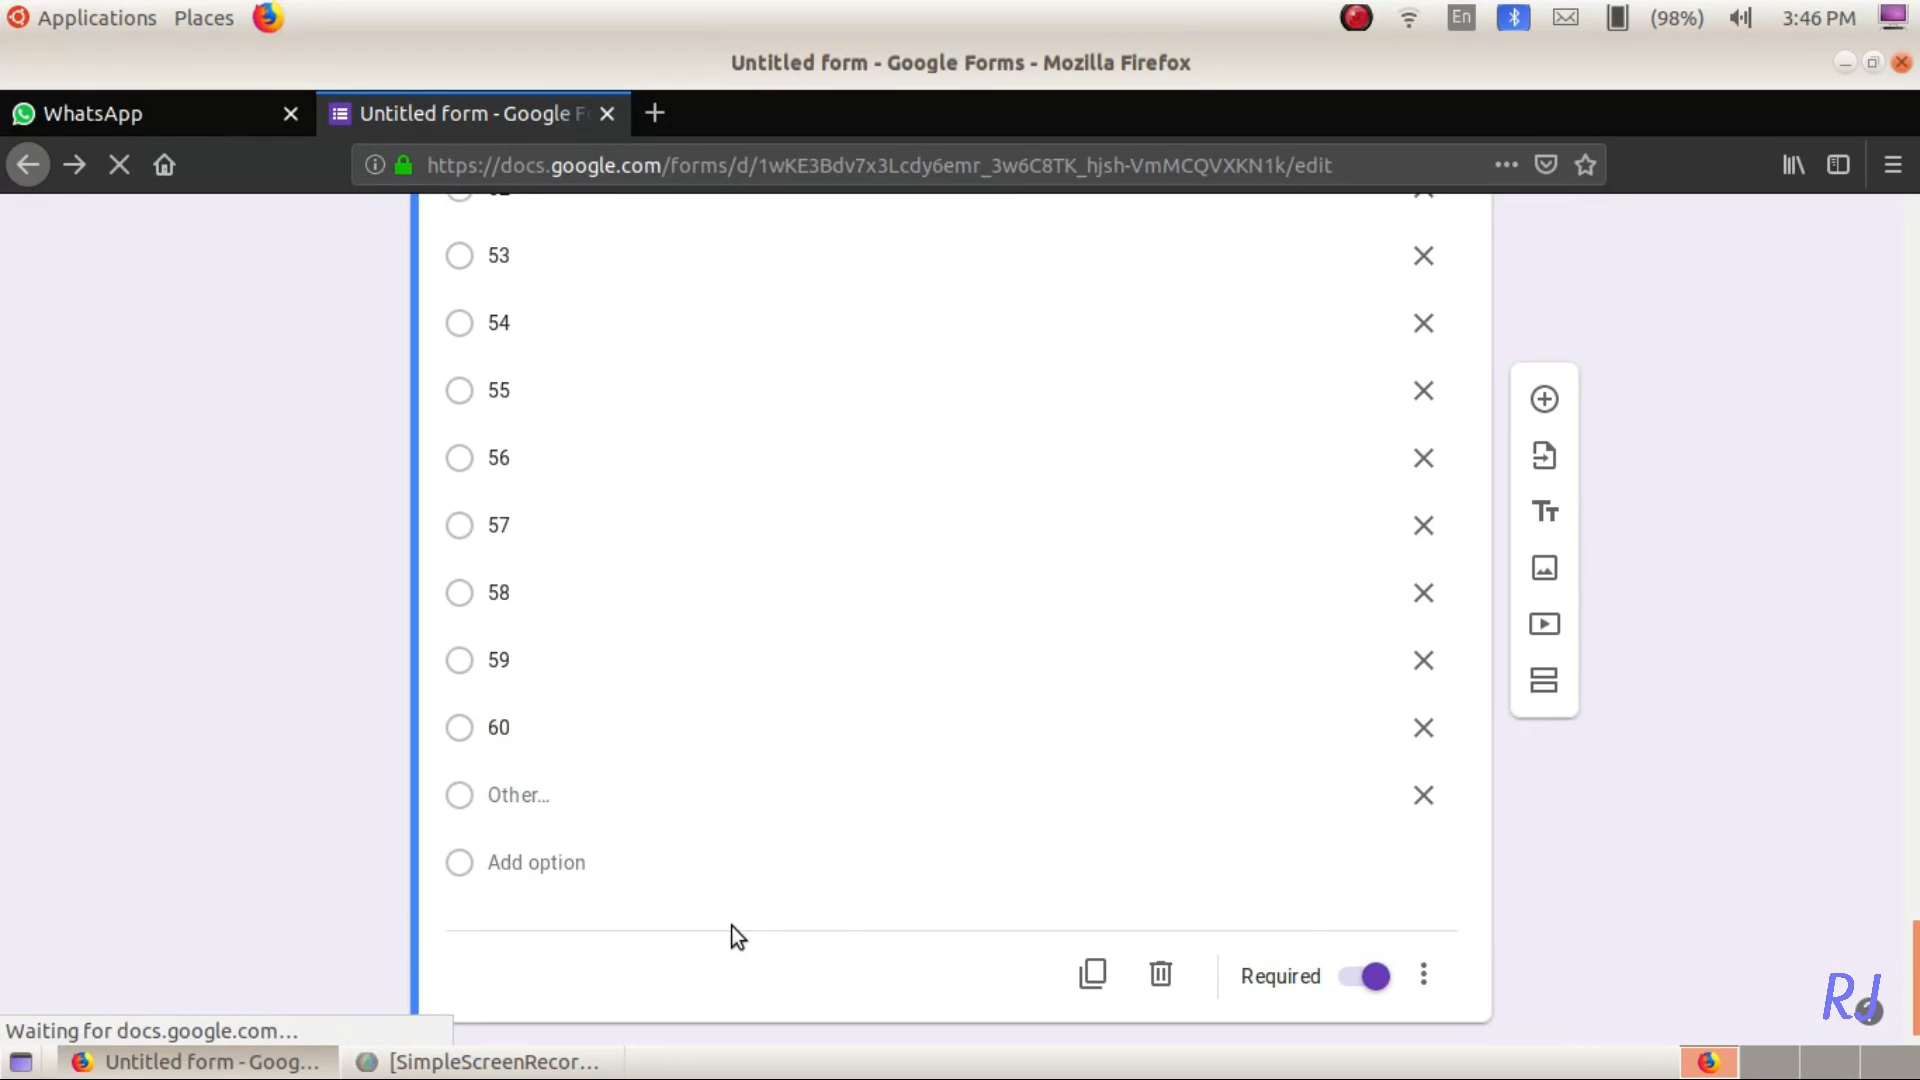 Applications Places
En
(98%)
3:46 PM
Untitled form - Google Forms - Mozilla Firefox
WhatsApp
Untitled form - Google F
https://docs.google.com/forms/d/1wKE3Bdv7x3Lcdy6emr_3w6C8TK_hjsh-VmMCQVXKN1k/edit
53
54
55
56
57
58
59
60
Other...
Add option
Required
RJ
Waiting for docs.google.com...
Untitled form - Goog...
[SimpleScreenRecor...